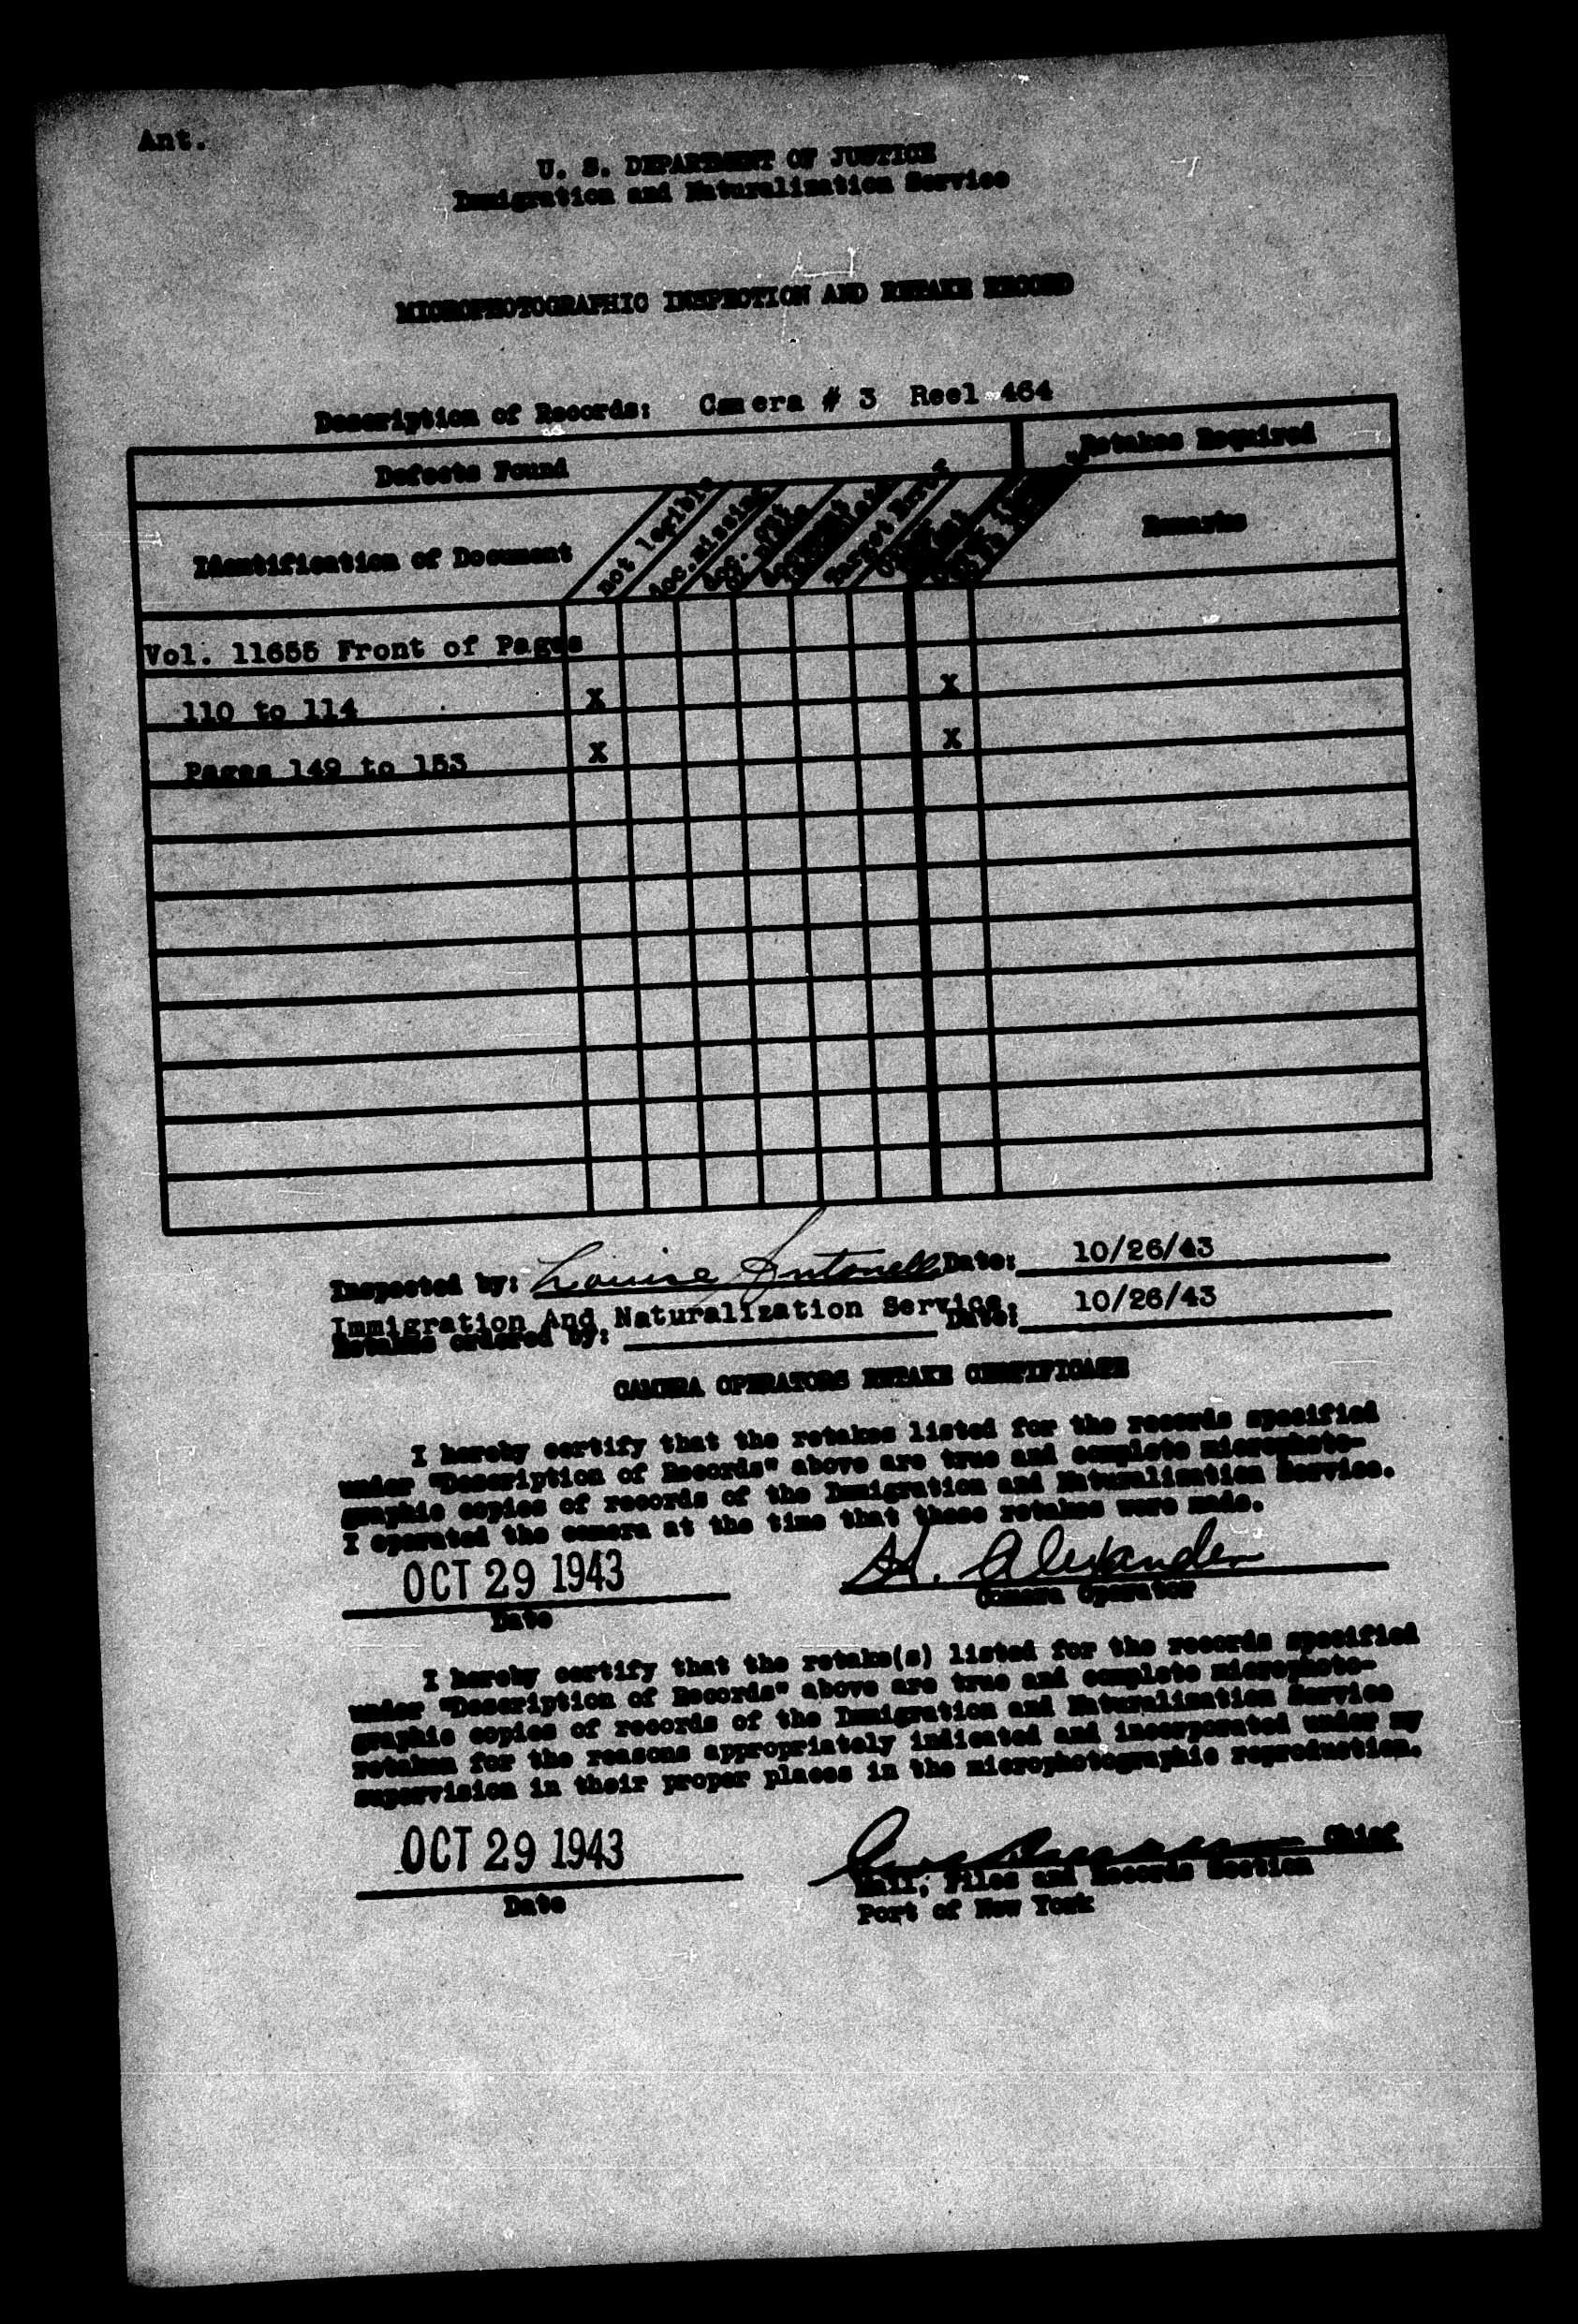 Ant.
U. S. DEPARTMENT OF JUSTICE
Immigration and Naturalization Service
MICROPHOTOGRAPHIC INSPECTION AND RETAKE RECORD
Description of Records: Camera # 3 Reel 464
Defects Found
Retakes Required
Identification of Document
Not legible
Doc. missing
Remarks
Vol. 11655 Front of Pages
110 to 114 X X
Pages 149 to 153 X X
Inspected by: Louise Antonelli Date: 10/26/43
Immigration And Naturalization Service. 10/26/43
Retakes ordered by: Date:
CAMERA OPERATORS RETAKE CERTIFICATE
I hereby certify that the retakes listed for the records specified
under "Description of Records" above are true and complete microphoto-
graphic copies of records of the Immigration and Naturalization Service.
I operated the camera at the time that these retakes were made.
OCT 29 1943 H. Alexander
Date Camera Operator
I hereby certify that the retake(s) listed for the records specified
under "Description of Records" above are true and complete microphoto-
graphic copies of records of the Immigration and Naturalization Service
retaken for the reasons appropriately indicated and incorporated under my
supervision in their proper places in the microphotographic reproduction.
OCT 29 1943 Chief
Date Mail, Files and Records Section
Port of New York